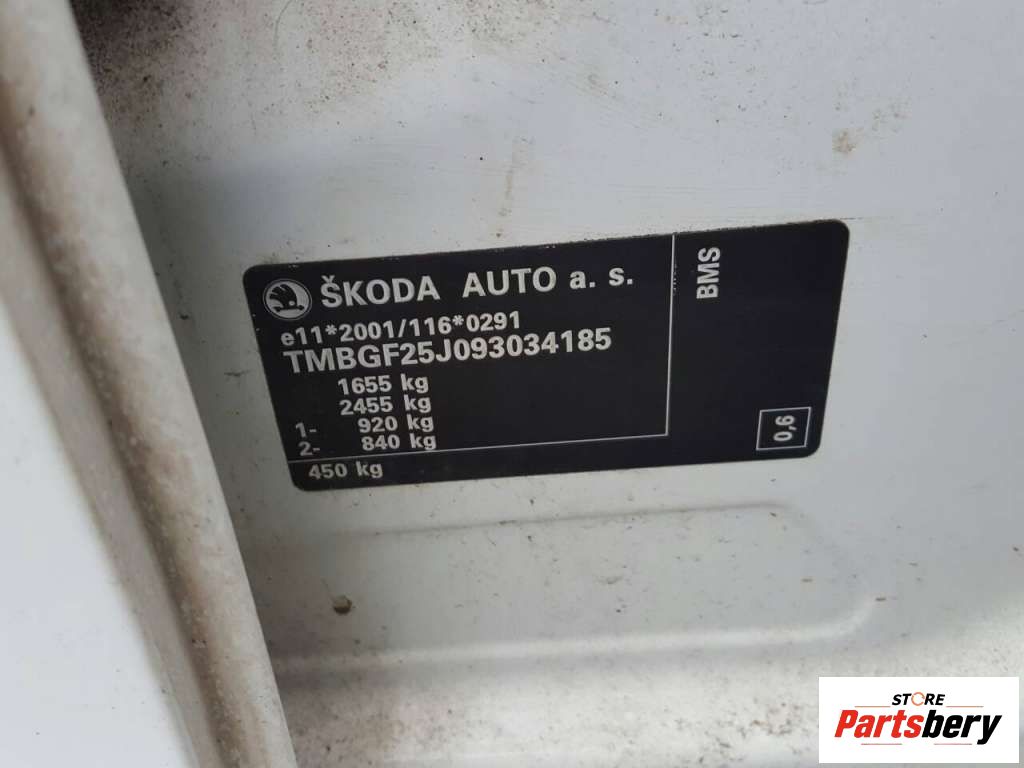 ŠKODA AUTO a. s.
e11*2001/116*0291
TMBGF25J093034185
1655 kg
2455 kg
1- 920 kg
2- 840 kg
450 kg
BMS
0,6
STORE
Partsbery